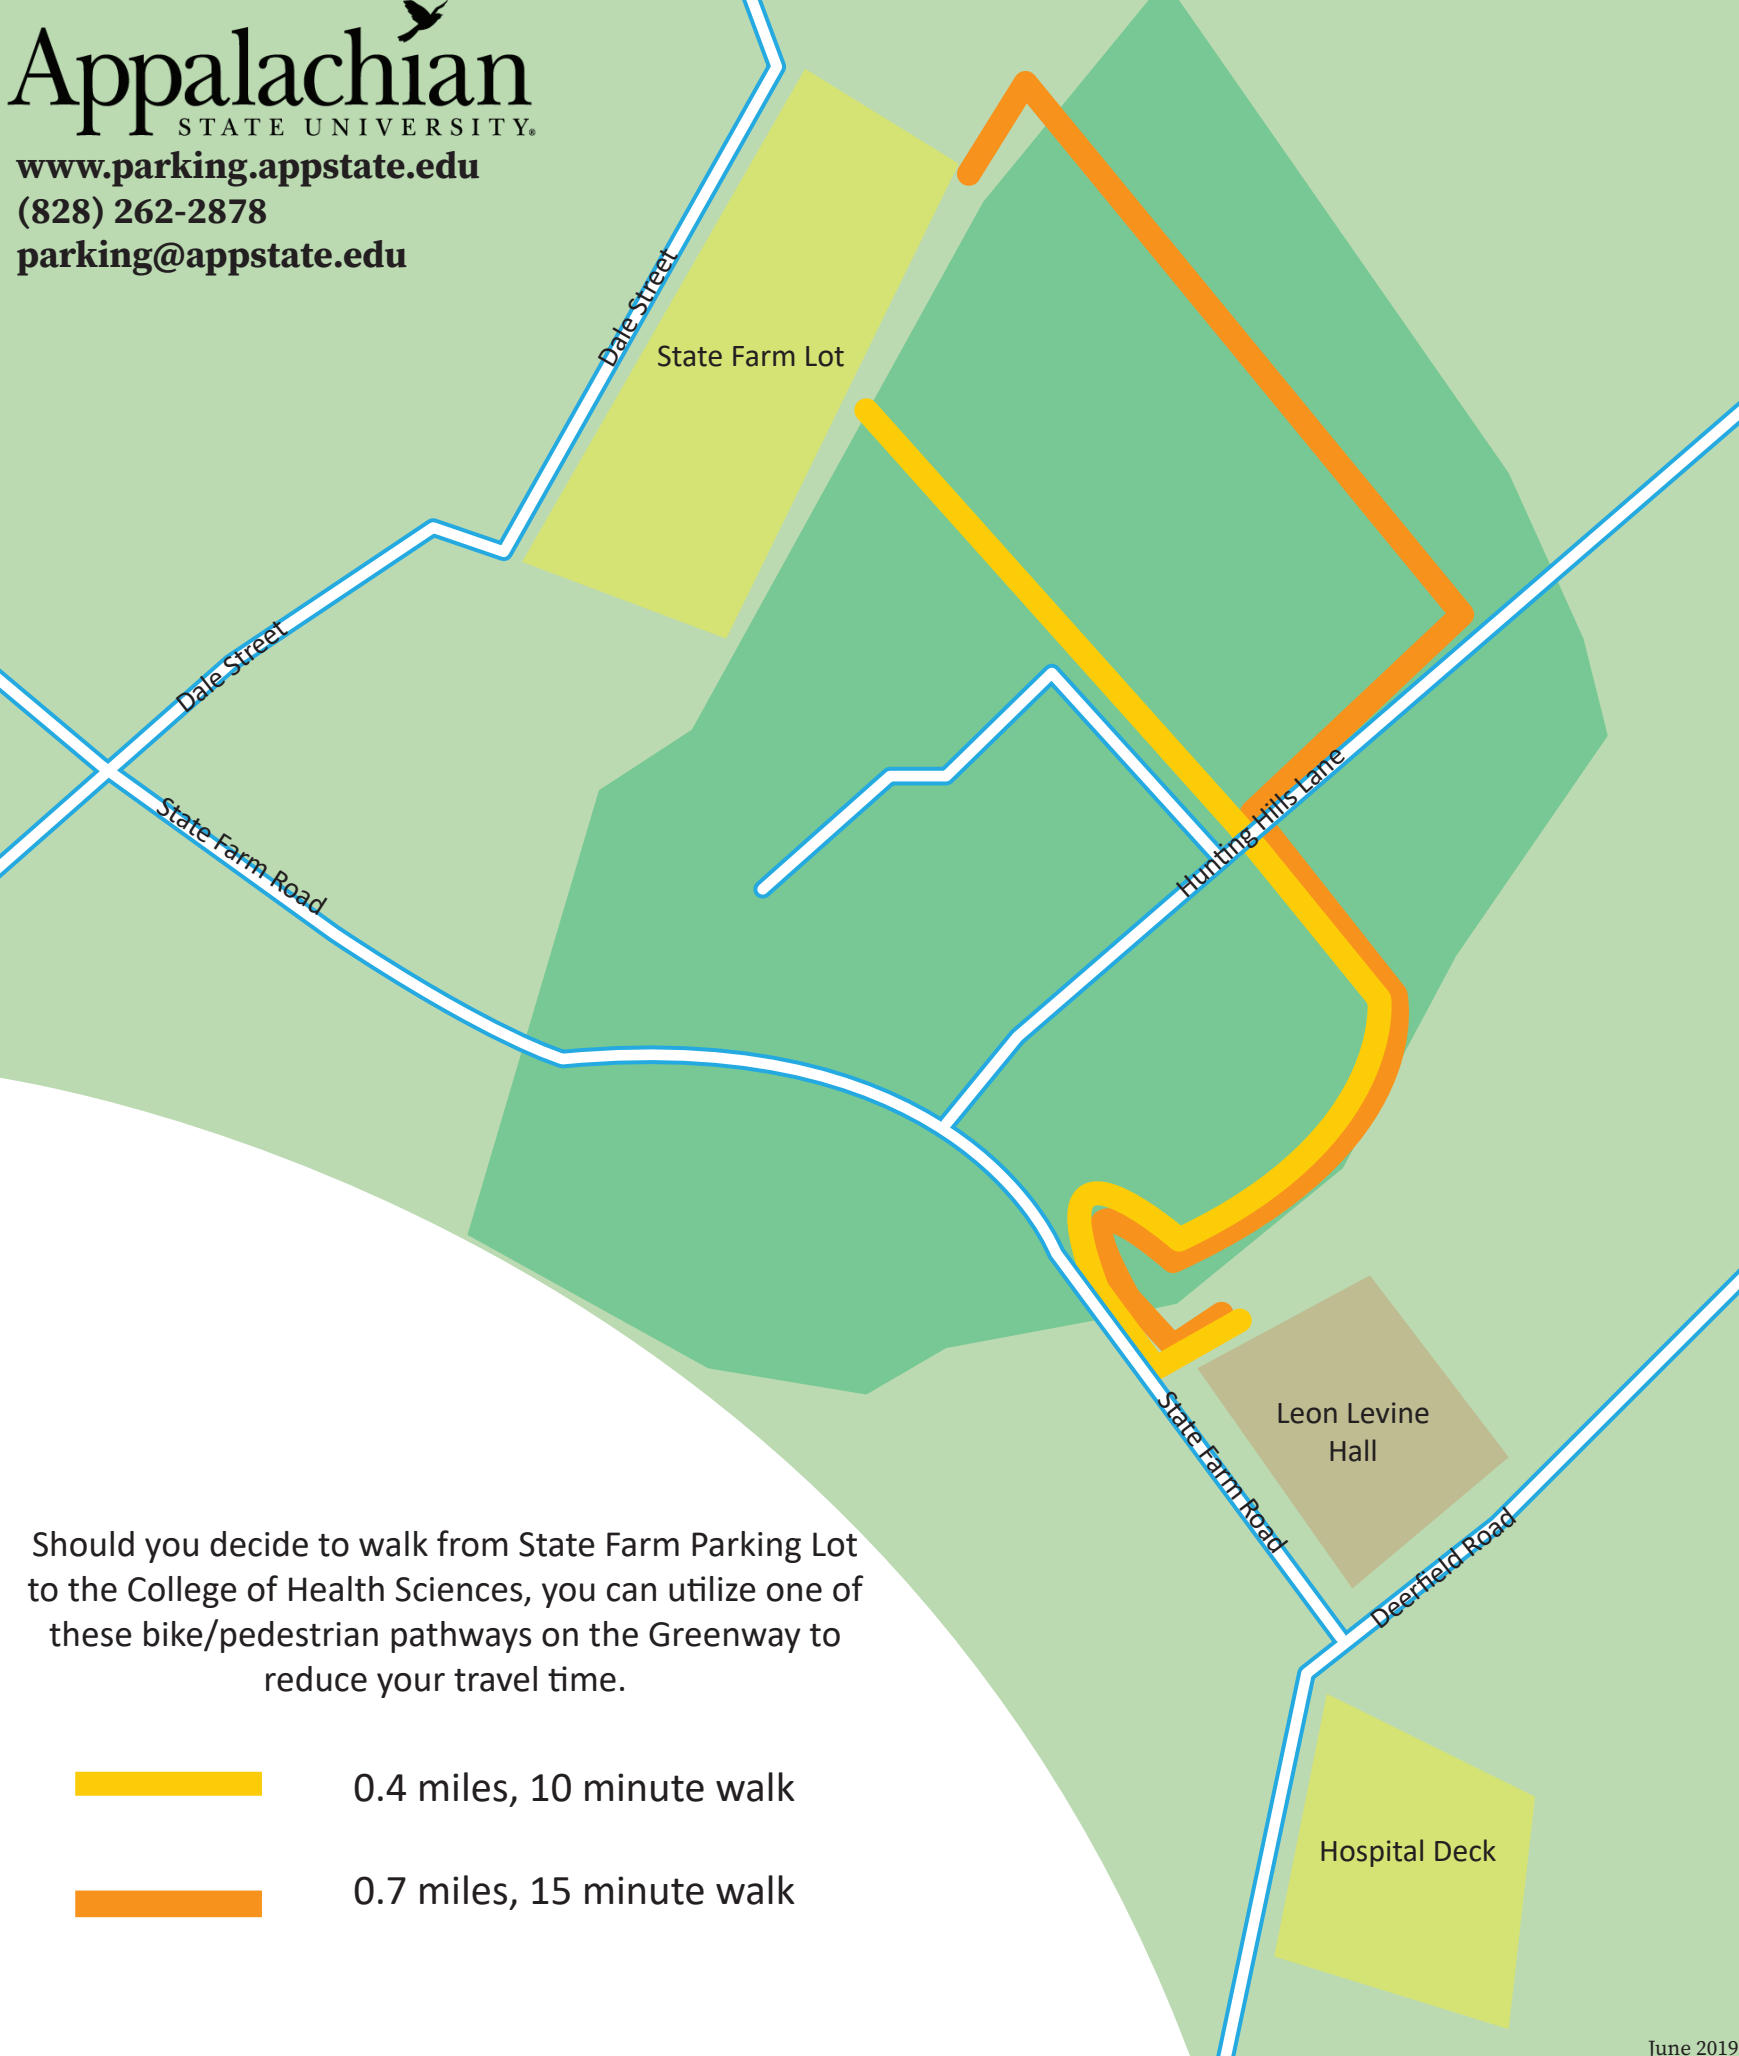 Appalachian
STATE UNIVERSITY®
www.parking.appstate.edu
(828) 262-2878
parking@appstate.edu
Dale Street
State Farm Lot
Dale Street
State Farm Road
Hunting Hills Lane
Leon Levine
Hall
State Farm Road
Deerfield Road
Should you decide to walk from State Farm Parking Lot
to the College of Health Sciences, you can utilize one of
these bike/pedestrian pathways on the Greenway to
reduce your travel time.
0.4 miles, 10 minute walk
0.7 miles, 15 minute walk
Hospital Deck
June 2019